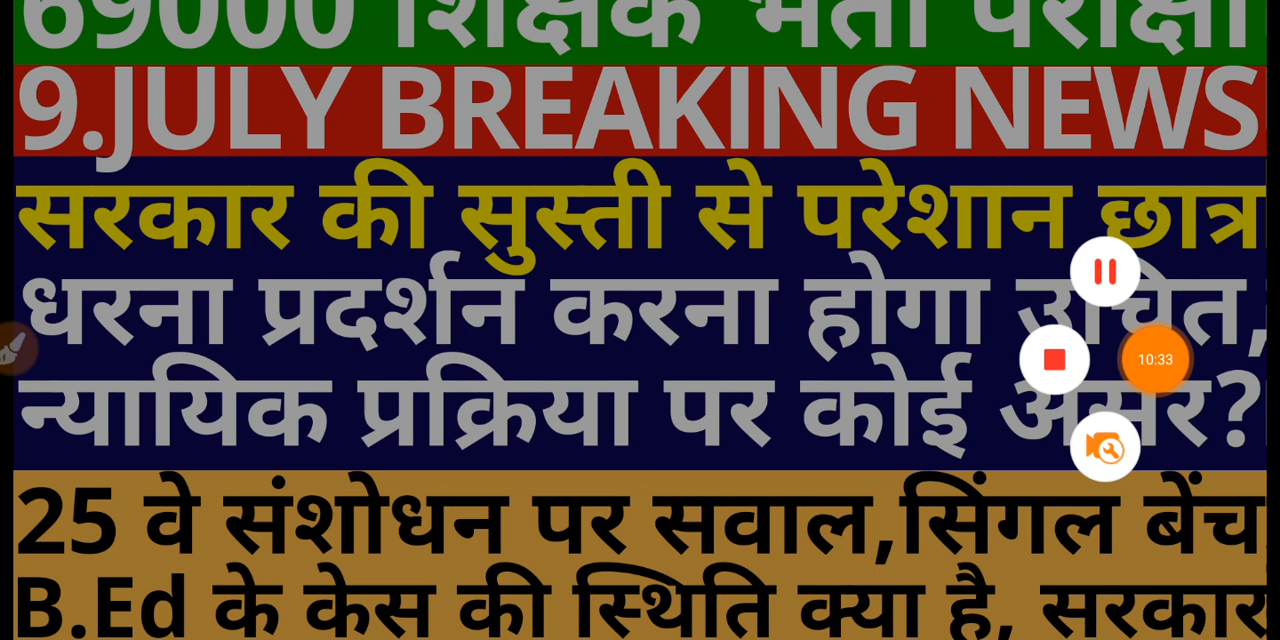 69000 शिक्षक भर्ती परीक्षा
9.JULY BREAKING NEWS
सरकार की सुस्ती से परेशान छात्र
धरना प्रदर्शन करना होगा उचित,
न्यायिक प्रक्रिया पर कोई असर?
10:33
25 वे संशोधन पर सवाल,सिंगल बेंच
B.Ed के केस की स्थिति क्या है, सरकार